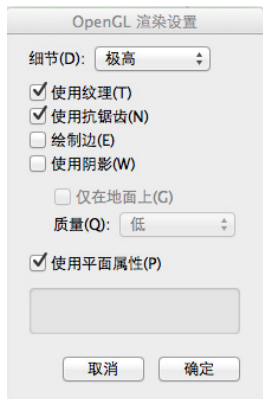 OpenGL 渲染设置
细节(D): 极高
使用纹理(T)
使用抗锯齿(N)
绘制边(E)
使用阴影(W)
仅在地面上(G)
质量(Q): 低
使用平面属性(P)
取消 确定